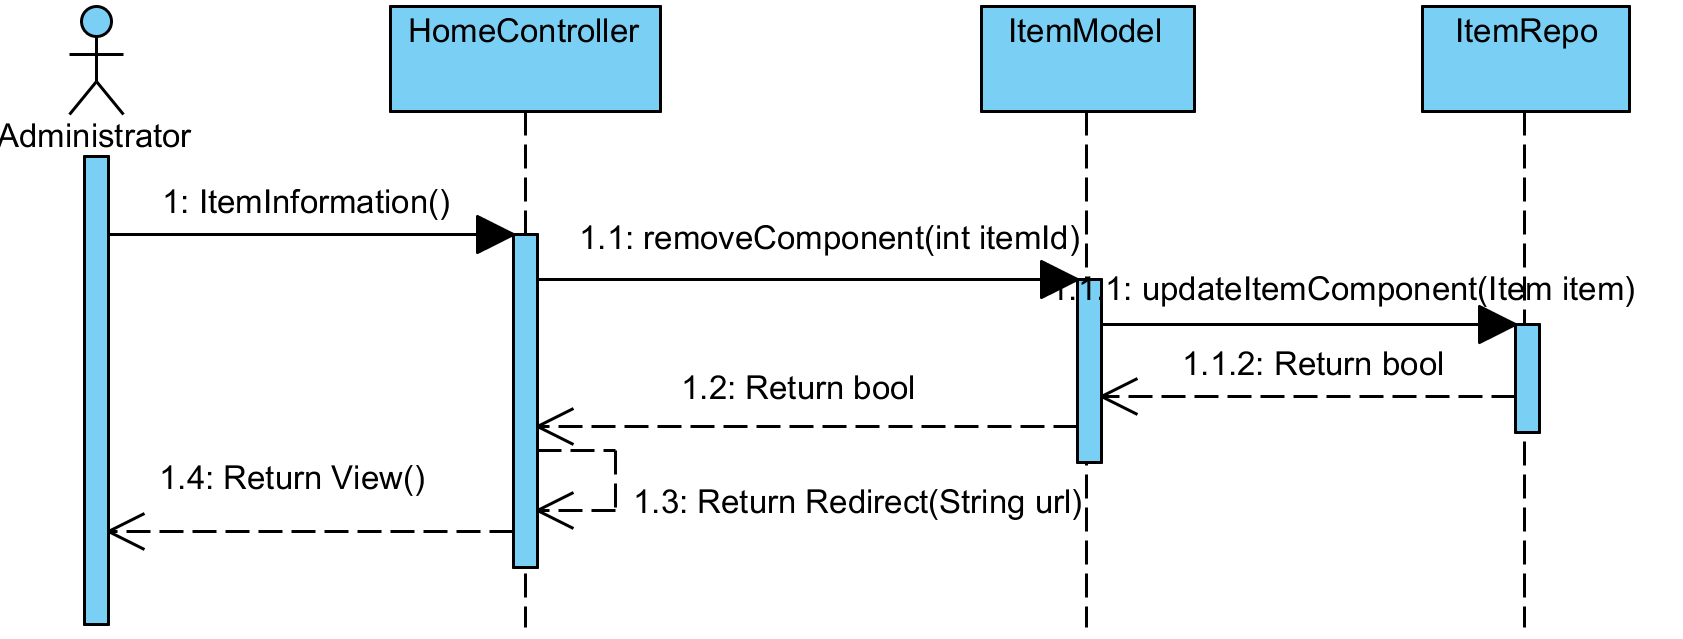 HomeController
ItemModel
ItemRepo
Administrator
1: ItemInformation()
1.1: removeComponent(int itemId)
1.1.1: updateItemComponent(Item item)
1.1.2: Return bool
1.2: Return bool
1.4: Return View()
1.3: Return Redirect(String url)